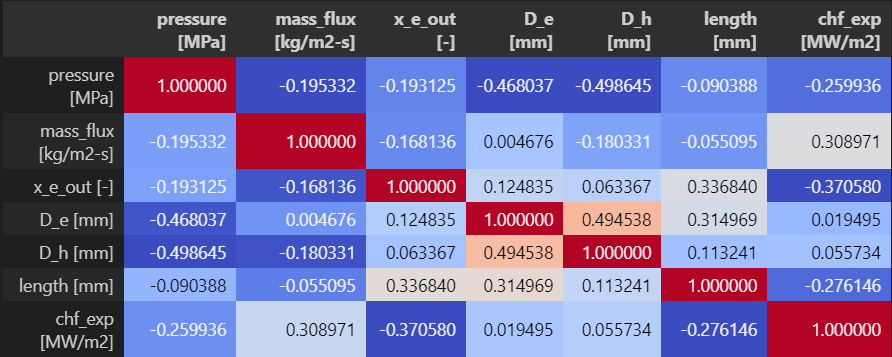 pressure mass_flux x_e_out D_e D_h length chf_exp
[MPa] [kg/m2-s] [-] [mm] [mm] [mm] [MW/m2]
pressure
[MPa] 1.000000 -0.195332 -0.193125 -0.468037 -0.498645 -0.090388 -0.259936
mass_flux
[kg/m2-s] -0.195332 1.000000 -0.168136 0.004676 -0.180331 -0.055095 0.308971
x_e_out [-] -0.193125 -0.168136 1.000000 0.124835 0.063367 0.336840 -0.370580
D_e [mm] -0.468037 0.004676 0.124835 1.000000 0.494538 0.314969 0.019495
D_h [mm] -0.498645 -0.180331 0.063367 0.494538 1.000000 0.113241 0.055734
length [mm] -0.090388 -0.055095 0.336840 0.314969 0.113241 1.000000 -0.276146
chf_exp
[MW/m2] -0.259936 0.308971 -0.370580 0.019495 0.055734 -0.276146 1.000000